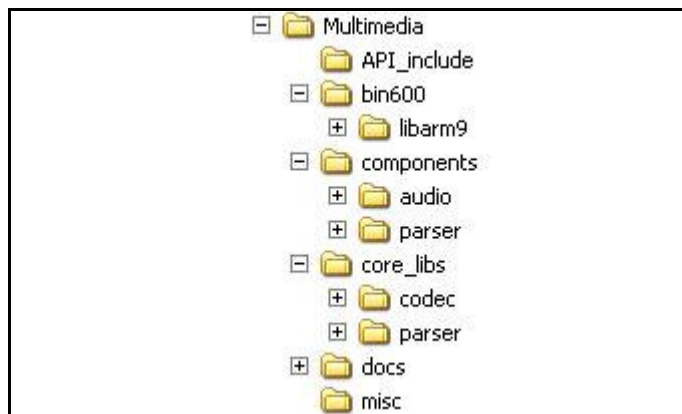 Multimedia
API_include
bin600
libarm9
components
audio
parser
core_libs
codec
parser
docs
misc